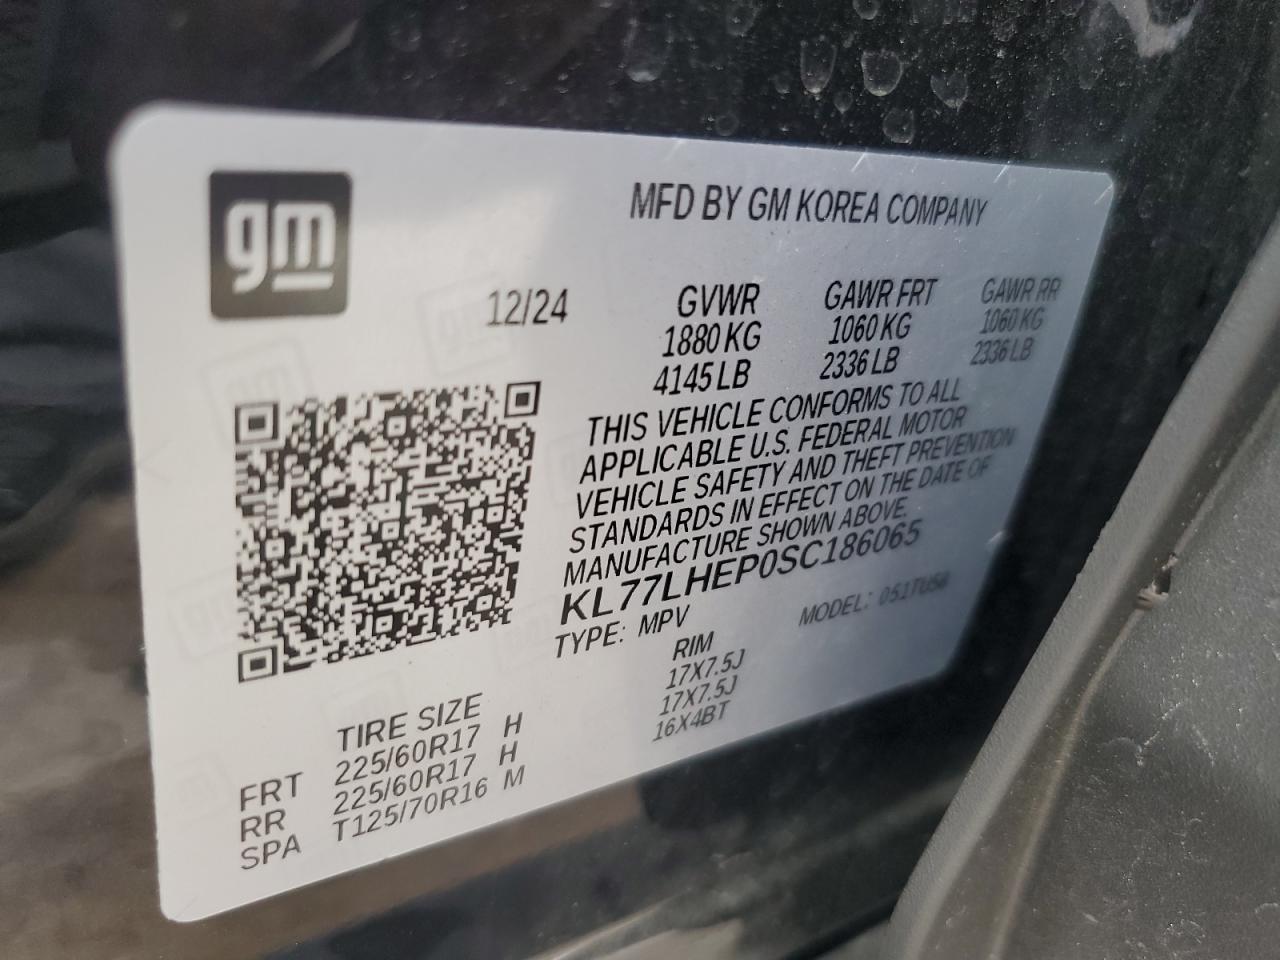 gm
MFD BY GM KOREA COMPANY
12/24 GVWR GAWR FRT GAWR RR
1880 KG 1060 KG 1060 KG
4145 LB 2336 LB 2336 LB
THIS VEHICLE CONFORMS TO ALL
APPLICABLE U.S. FEDERAL MOTOR
VEHICLE SAFETY AND THEFT PREVENTION
STANDARDS IN EFFECT ON THE DATE OF
MANUFACTURE SHOWN ABOVE.
KL77LHEP0SC186065
TYPE: MPV MODEL: 051TU58
TIRE SIZE RIM
FRT 225/60R17 H 17X7.5J
RR 225/60R17 H 17X7.5J
SPA T125/70R16 M 16X4BT